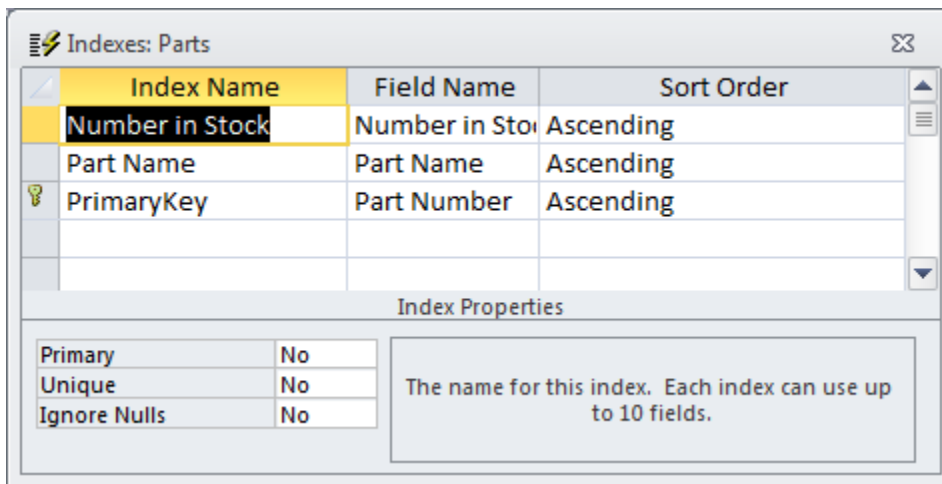 Indexes: Parts
Index Name Field Name Sort Order
Number in Stock Number in Sto Ascending
Part Name Part Name Ascending
PrimaryKey Part Number Ascending
Index Properties
Primary No
Unique No
Ignore Nulls No
The name for this index. Each index can use up
to 10 fields.